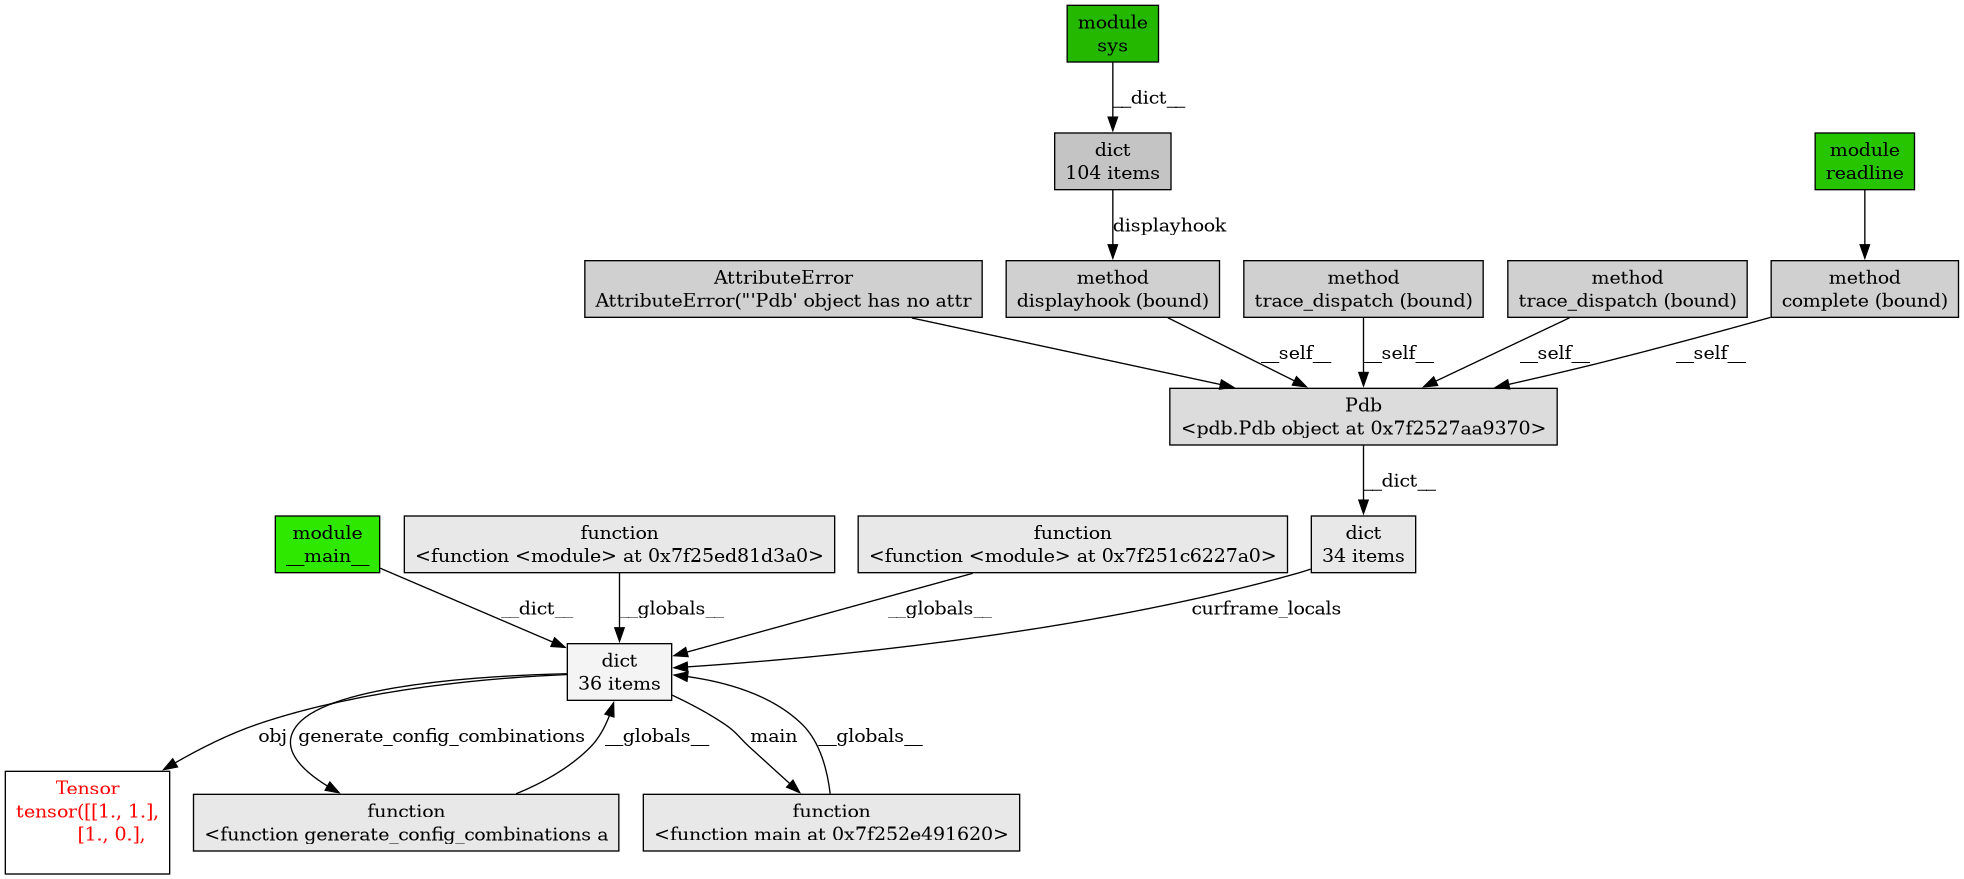 module
sys
__dict__
dict
104 items
module
readline
displayhook
AttributeError
AttributeError("'Pdb' object has no attr
method
displayhook (bound)
method
trace_dispatch (bound)
method
trace_dispatch (bound)
method
complete (bound)
__self__
__self__
__self__
__self__
Pdb
<pdb.Pdb object at 0x7f2527aa9370>
__dict__
module
__main__
function
<function <module> at 0x7f25ed81d3a0>
function
<function <module> at 0x7f251c6227a0>
dict
34 items
__dict__
__globals__
__globals__
curframe_locals
dict
36 items
obj
generate_config_combinations
__globals__
main
__globals__
Tensor
tensor([[1., 1.],
[1., 0.],
function
<function generate_config_combinations a
function
<function main at 0x7f252e491620>